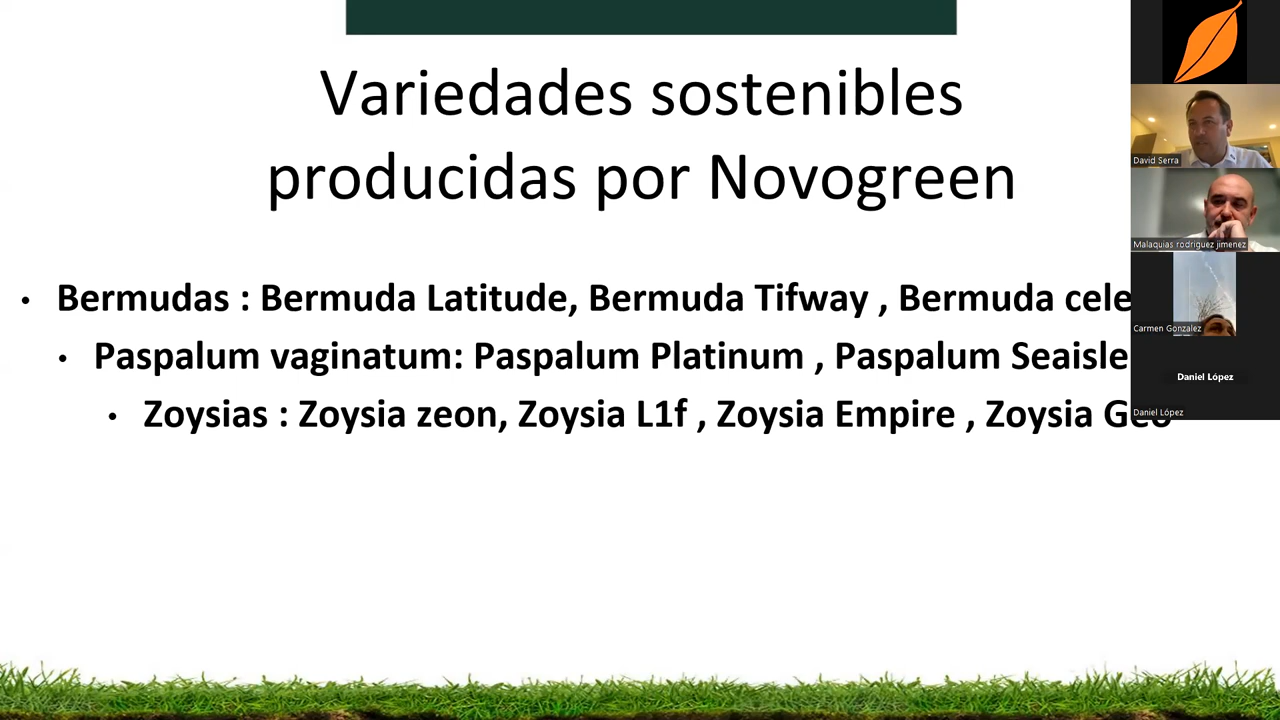 Variedades sostenibles
producidas por Novogreen
• Bermudas : Bermuda Latitude, Bermuda Tifway , Bermuda
• Paspalum vaginatum: Paspalum Platinum , Paspalum Seaisle
• Zoysias : Zoysia zeon, Zoysia L1f , Zoysia Empire , Zoysia Geo
David Serra
Malaquias rodriguez jimenez
Carmen Gonzalez
Daniel López
Daniel López